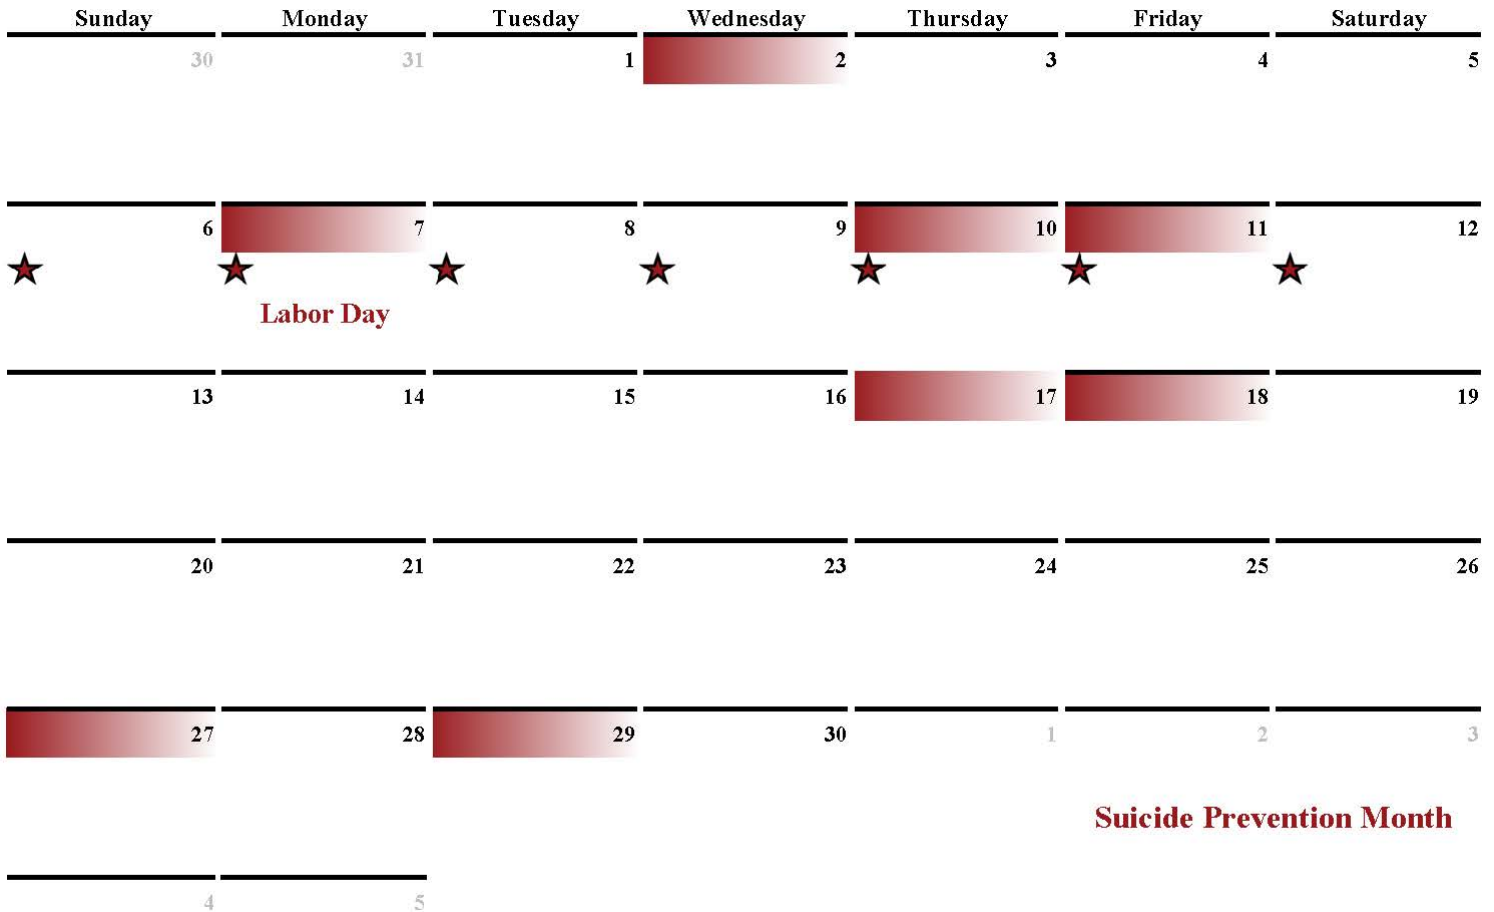 Sunday Monday Tuesday Wednesday Thursday Friday Saturday
30 31 1 2 3 4 5
6 7 8 9 10 11 12
Labor Day
13 14 15 16 17 18 19
20 21 22 23 24 25 26
27 28 29 30 1 2 3
Suicide Prevention Month
4 5